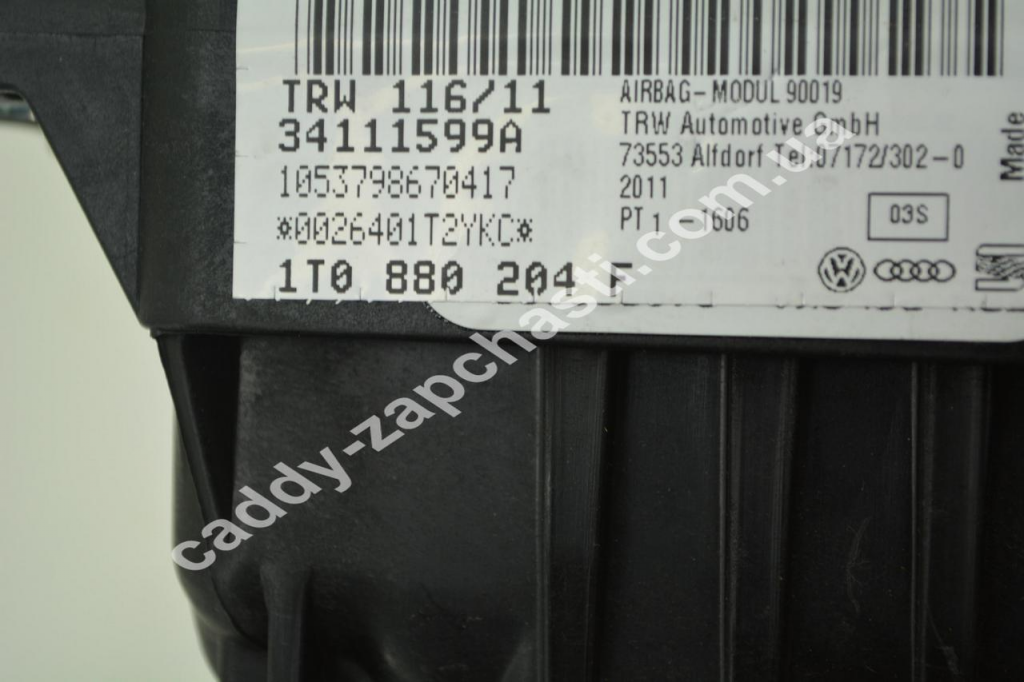 TRW 116/11
34111599A
1053798670417
*0026401T2YKC*
1T0 880 204 F
AIRBAG-MODUL 90019
TRW Automotive GmbH
73553 Alfdorf Tel.07172/302-0
2011
PT 1 - 1606
03S
Made
caddy-zapchasti.com.ua